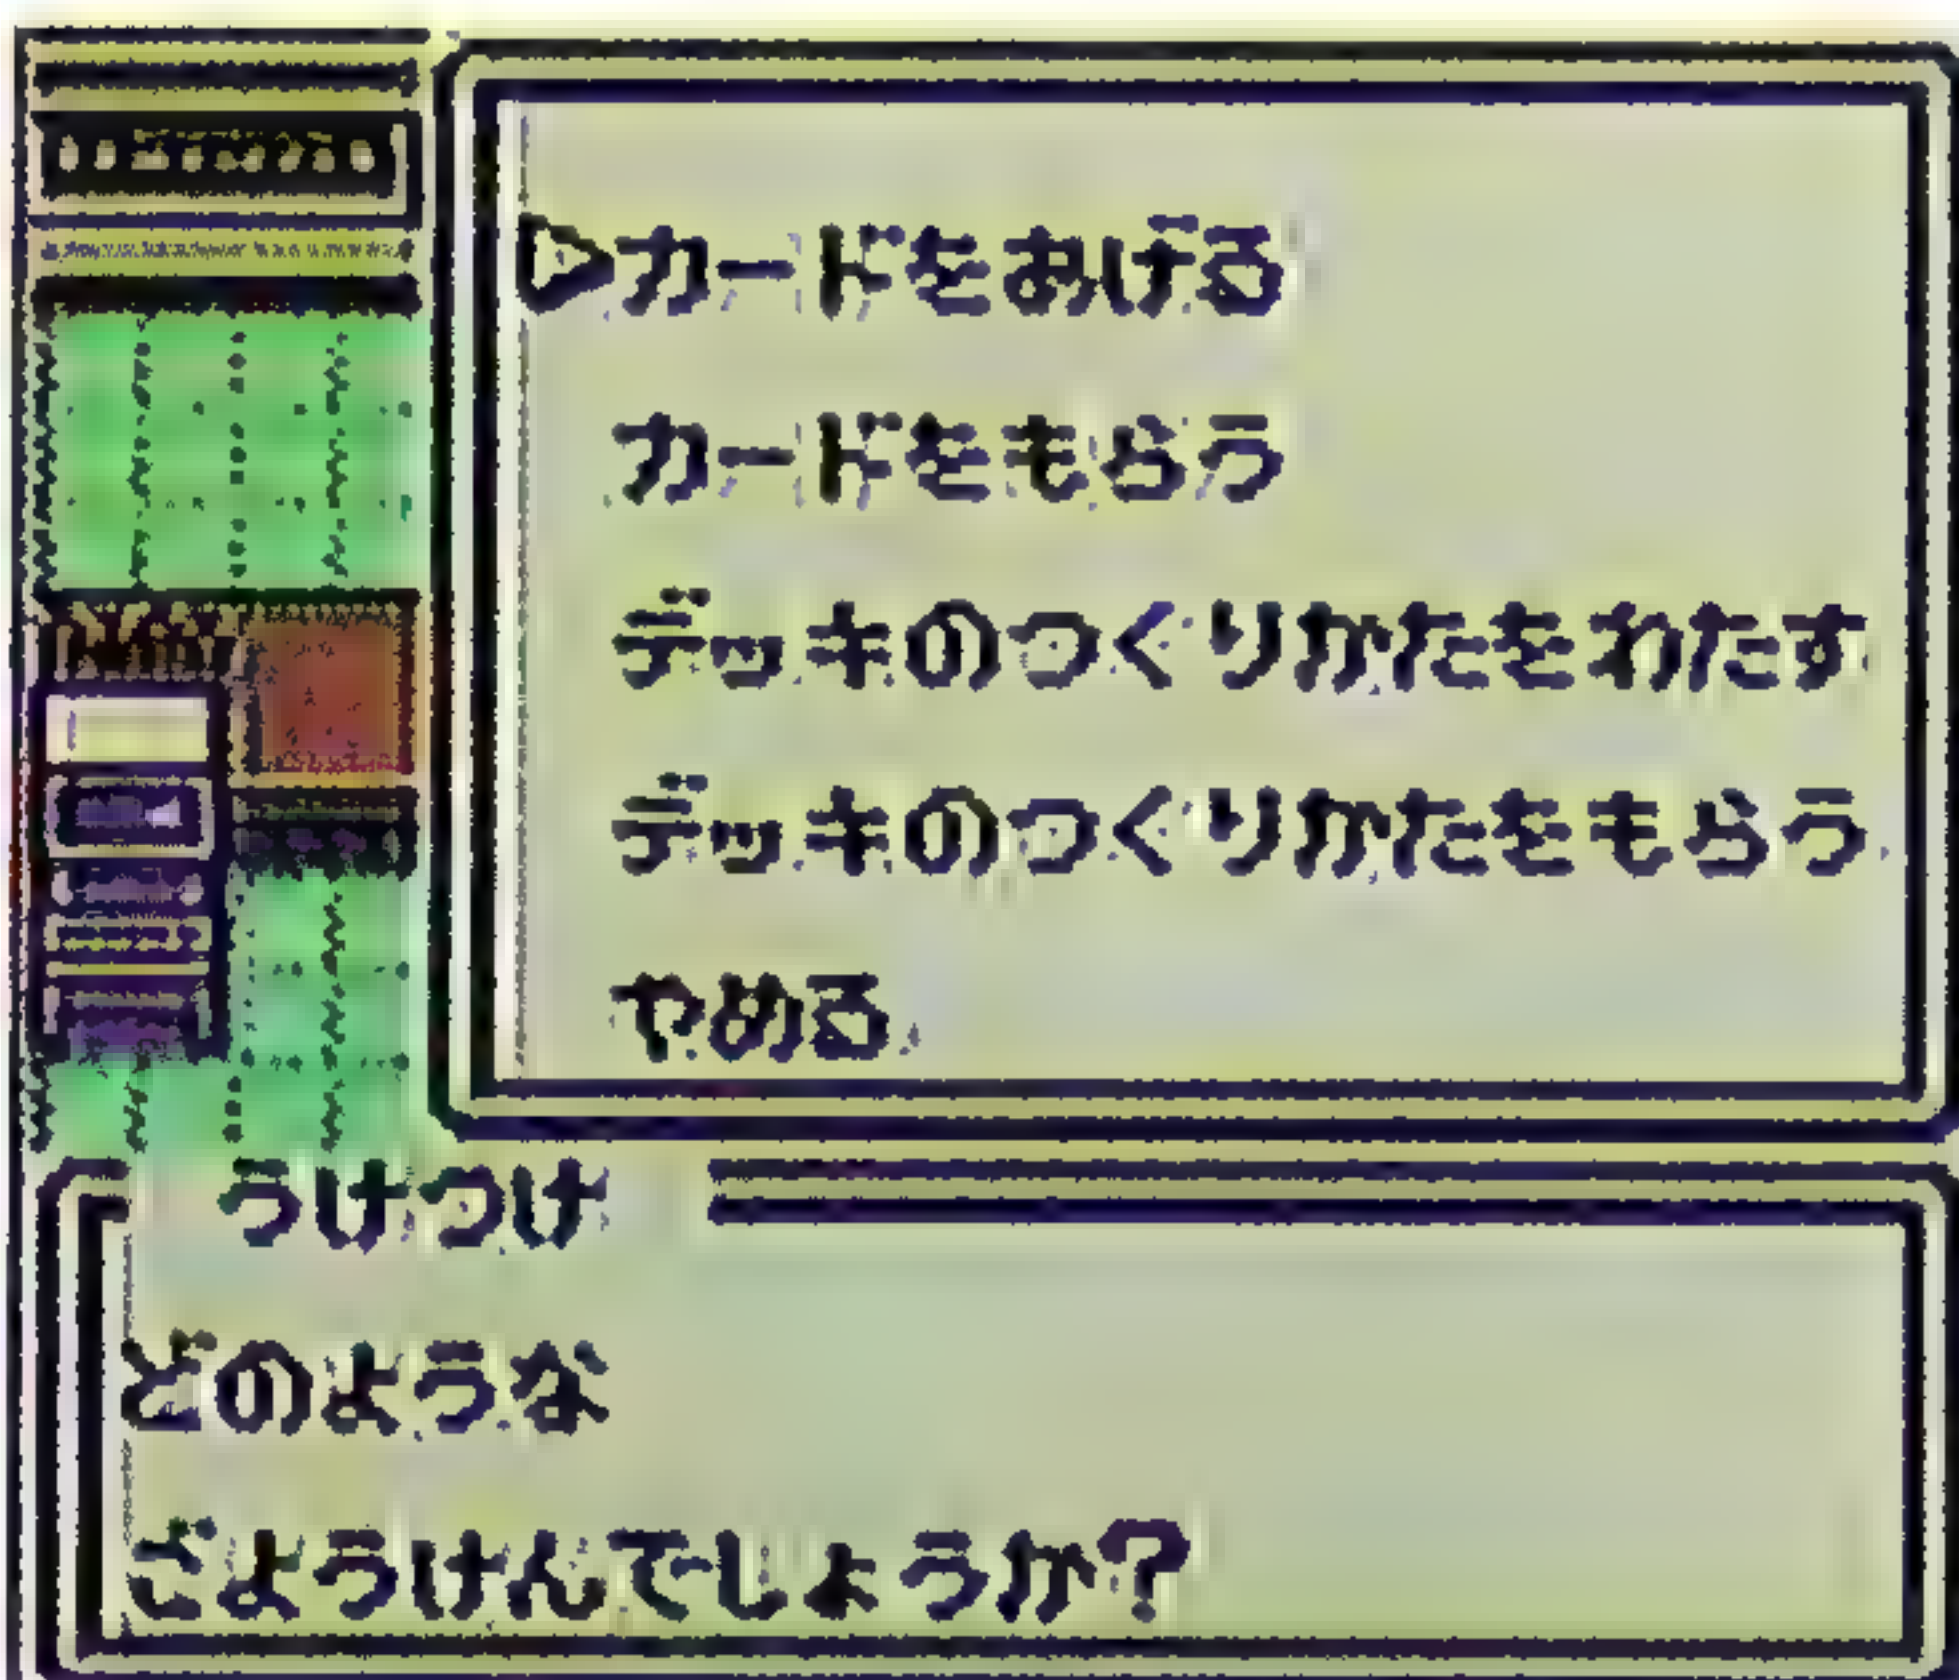 ▷カードをあげる
カードをもらう
デッキのつくりかたをわたす
デッキのつくりかたをもらう
やめる
うけつけ
どのような
ごようけんでしょうか?